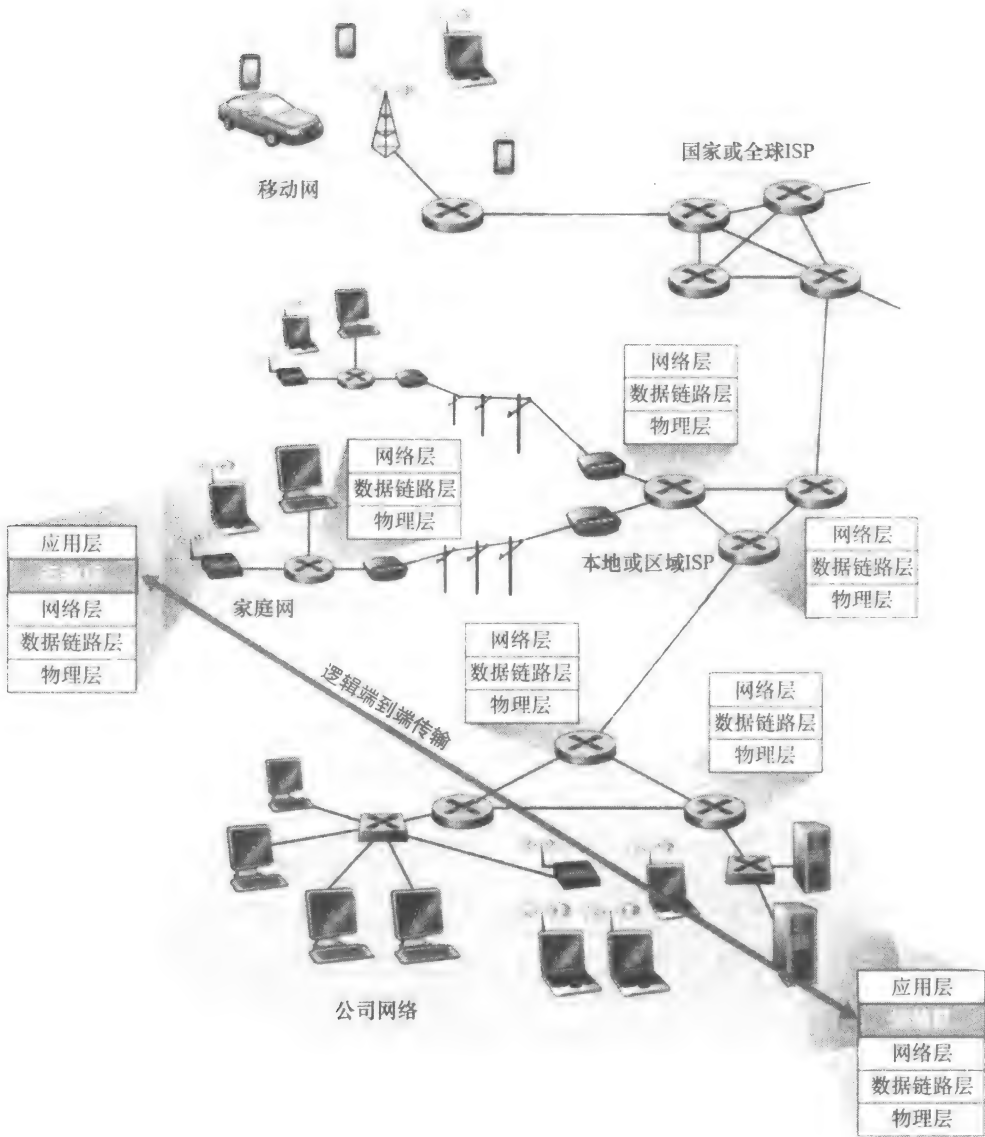 国家或全球ISP
移动网
网络层
数据链路层
物理层
网络层
数据链路层
物理层
应用层
网络层
数据链路层
物理层
家庭网
本地或区域ISP
网络层
数据链路层
物理层
网络层
数据链路层
物理层
网络层
数据链路层
物理层
逻辑端到端传输
公司网络
应用层
网络层
数据链路层
物理层